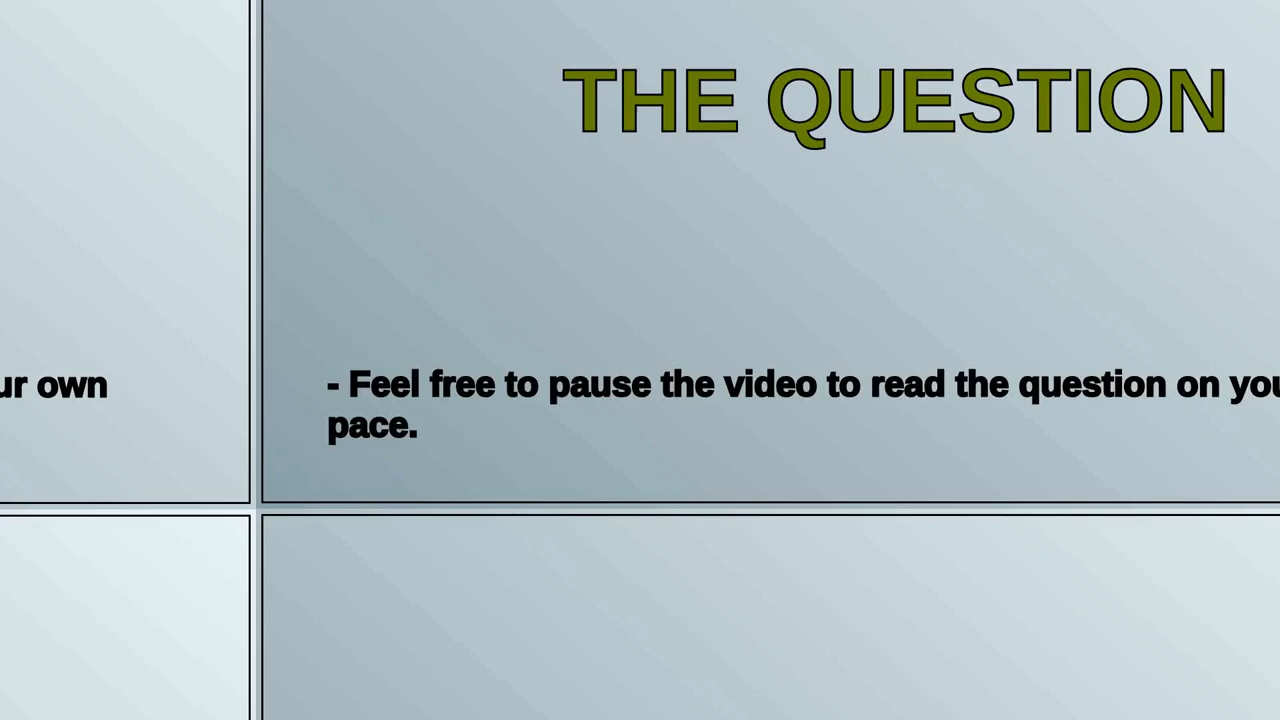 THE QUESTION
ur own
- Feel free to pause the video to read the question on you
pace.